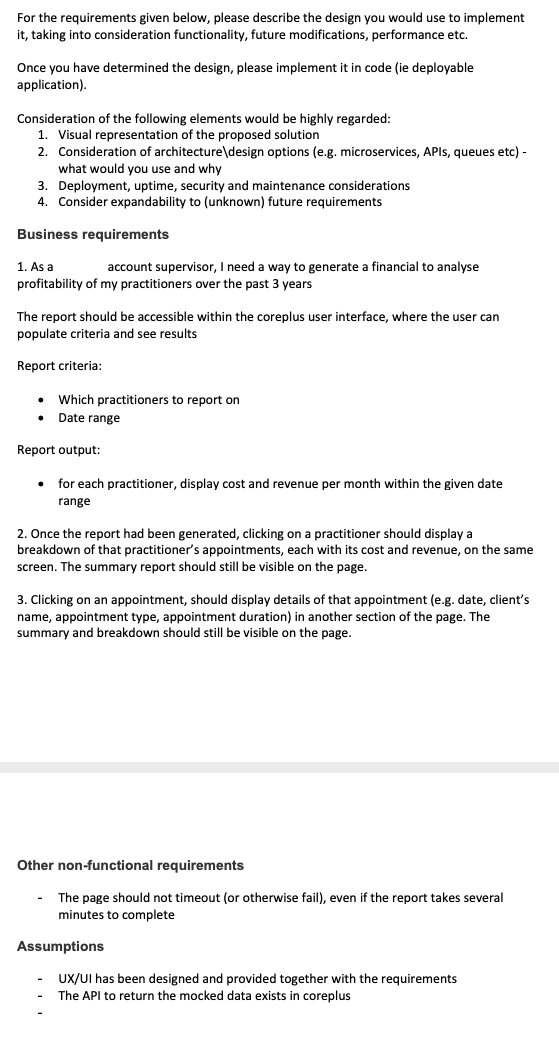 For the requirements given below, please describe the design you would use to implement
it, taking into consideration functionality, future modifications, performance etc.
Once you have determined the design, please implement it in code (ie deployable
application).
Consideration of the following elements would be highly regarded:
1. Visual representation of the proposed solution
2. Consideration of architecture\design options (e.g. microservices, APIs, queues etc) -
what would you use and why
3. Deployment, uptime, security and maintenance considerations
4. Consider expandability to (unknown) future requirements
Business requirements
1. As a account supervisor, I need a way to generate a financial to analyse
profitability of my practitioners over the past 3 years
The report should be accessible within the coreplus user interface, where the user can
populate criteria and see results
Report criteria:
• Which practitioners to report on
• Date range
Report output:
• for each practitioner, display cost and revenue per month within the given date
range
2. Once the report had been generated, clicking on a practitioner should display a
breakdown of that practitioner’s appointments, each with its cost and revenue, on the same
screen. The summary report should still be visible on the page.
3. Clicking on an appointment, should display details of that appointment (e.g. date, client’s
name, appointment type, appointment duration) in another section of the page. The
summary and breakdown should still be visible on the page.
Other non-functional requirements
- The page should not timeout (or otherwise fail), even if the report takes several
minutes to complete
Assumptions
- UX/UI has been designed and provided together with the requirements
- The API to return the mocked data exists in coreplus
-